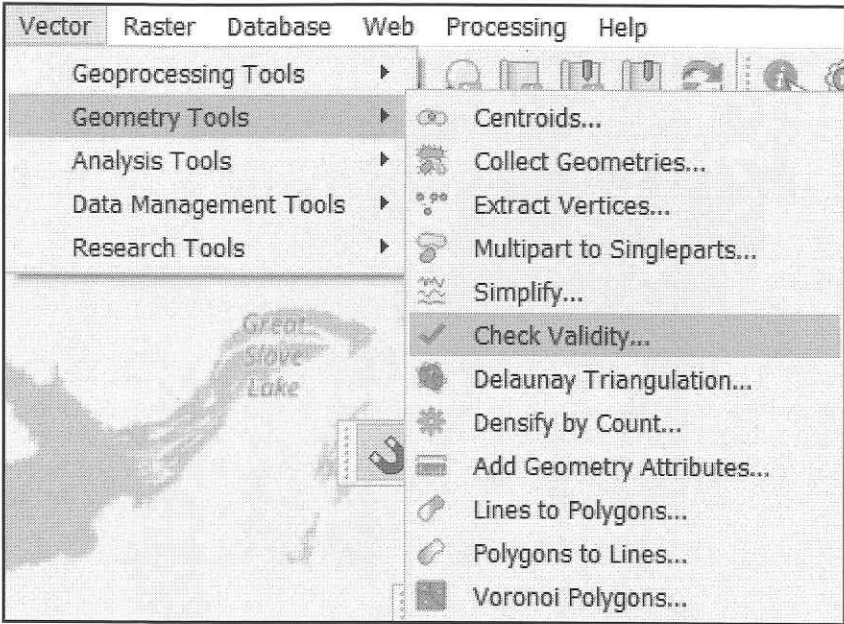 Vector Raster Database Web Processing Help
Geoprocessing Tools
Geometry Tools
Analysis Tools
Data Management Tools
Research Tools
Centroids...
Collect Geometries...
Extract Vertices...
Multipart to Singleparts...
Simplify...
Check Validity...
Delaunay Triangulation...
Densify by Count...
Add Geometry Attributes...
Lines to Polygons...
Polygons to Lines...
Voronoi Polygons...
Great
Slave
Lake